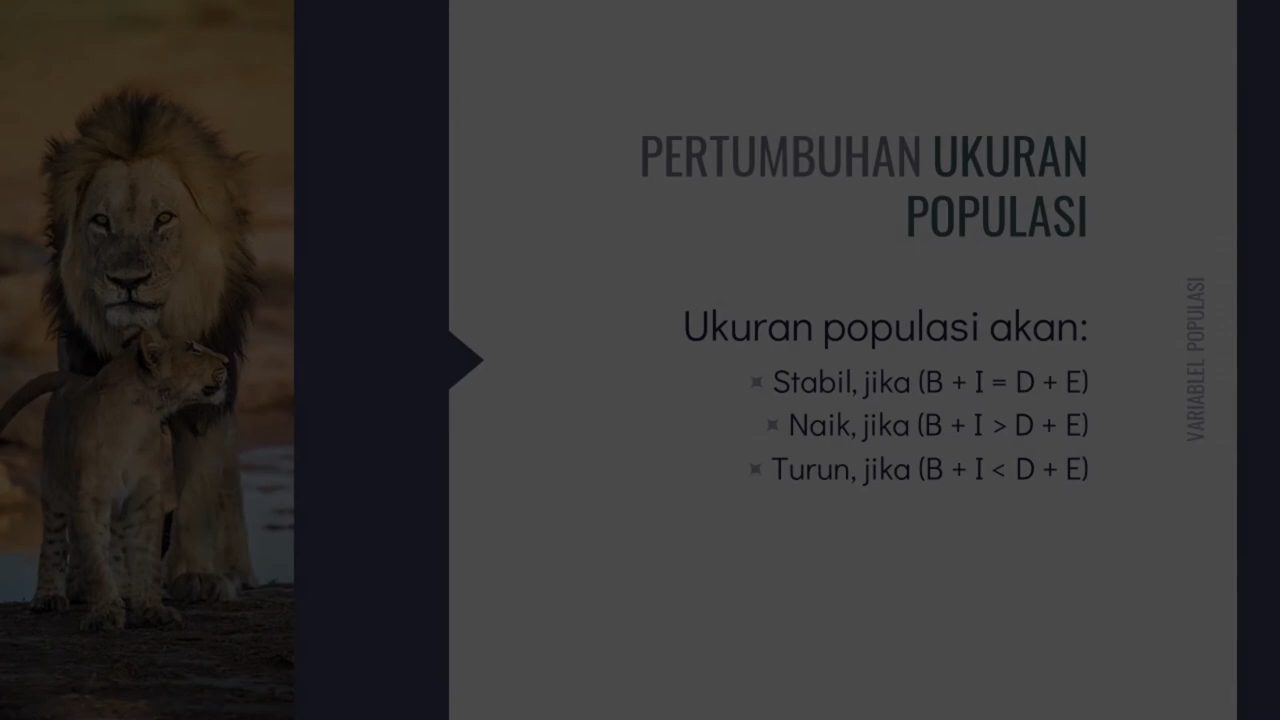 PERTUMBUHAN UKURAN
POPULASI
Ukuran populasi akan:
Stabil, jika (B + I = D + E)
Naik, jika (B + I > D + E)
Turun, jika (B + I < D + E)
VARIABLEL POPULASI